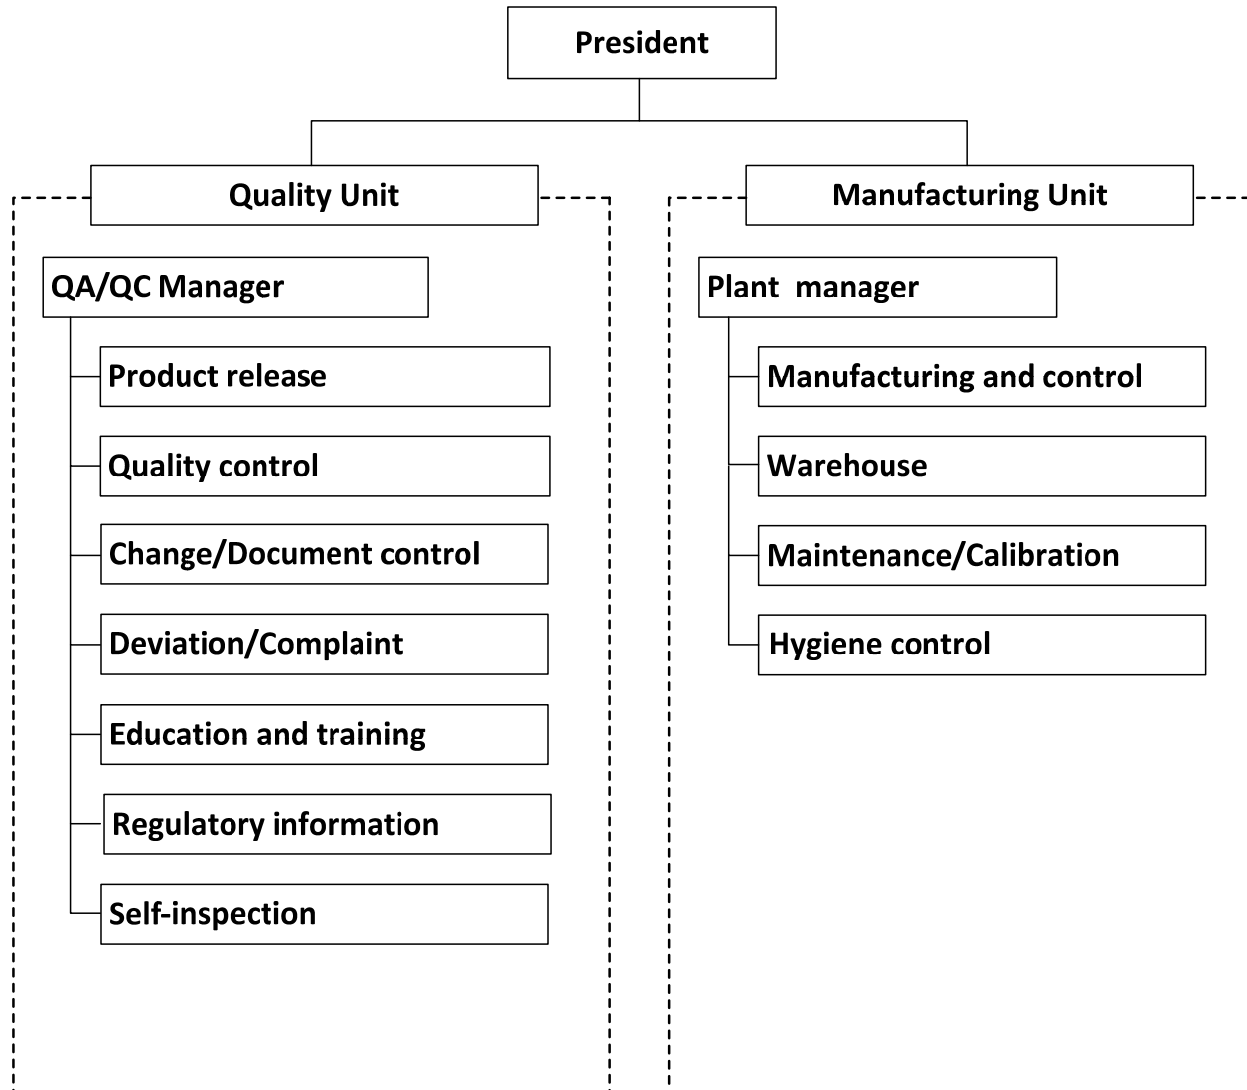 President
Quality Unit
Manufacturing Unit
QA/QC Manager
Product release
Quality control
Change/Document control
Deviation/Complaint
Education and training
Regulatory information
Self-inspection
Plant manager
Manufacturing and control
Warehouse
Maintenance/Calibration
Hygiene control